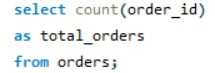 select count(order_id)
as total_orders
from orders;